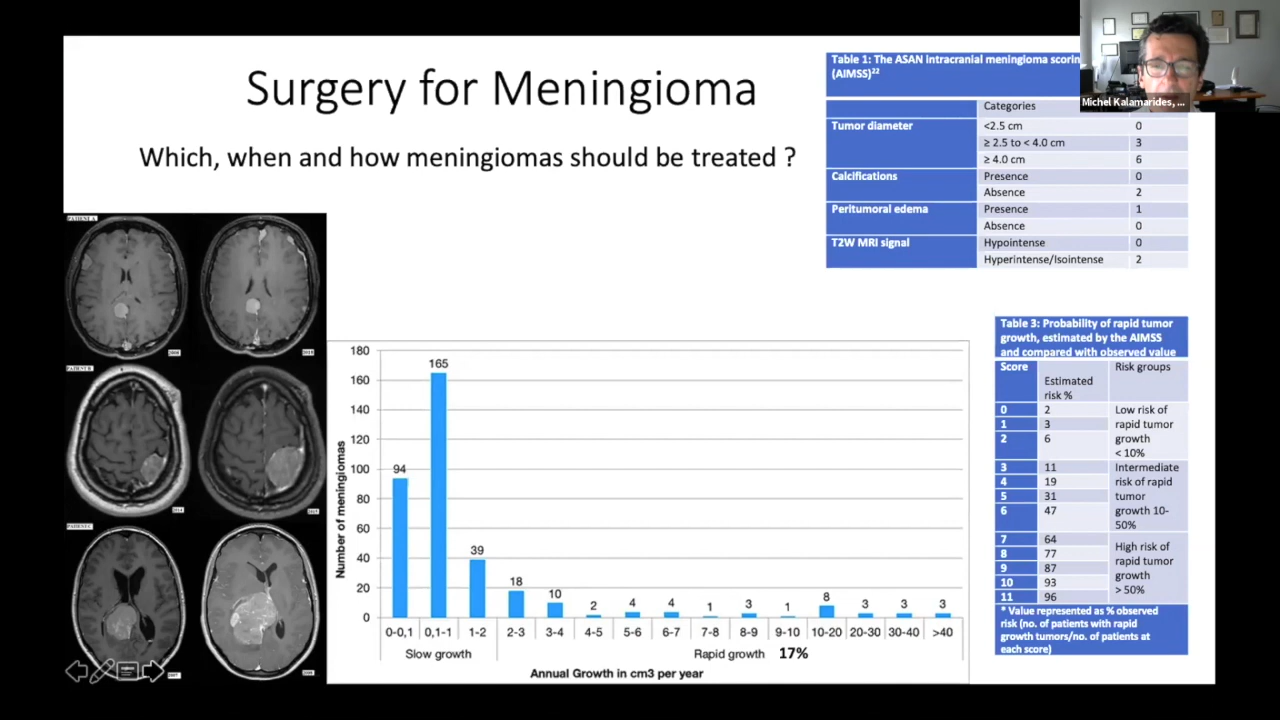 Surgery for Meningioma
Which, when and how meningiomas should be treated ?
Michel Kalamarides, ...
Table 1: The ASAN intracranial meningioma scorin
(AIMSS)22
Categories
Tumor diameter <2.5 cm 0
≥ 2.5 to < 4.0 cm 3
≥ 4.0 cm 6
Calcifications Presence 0
Absence 2
Peritumoral edema Presence 1
Absence 0
T2W MRI signal Hypointense 0
Hyperintense/Isointense 2
PATIENT A
2010
PATIENT B
2014
2015
PATIENT C
2007
180
160
140
120
100
80
60
40
20
0
Number of meningiomas
94
165
39
18
10
2
4
4
1
3
1
8
3
3
3
0-0,1 0,1-1 1-2 2-3 3-4 4-5 5-6 6-7 7-8 8-9 9-10 10-20 20-30 30-40 >40
Slow growth Rapid growth 17%
Annual Growth in cm3 per year
Table 3: Probability of rapid tumor
growth, estimated by the AIMSS
and compared with observed value
Score Estimated risk % Risk groups
0 2 Low risk of
1 3 rapid tumor
2 6 growth
< 10%
3 11 Intermediate
4 19 risk of rapid
5 31 tumor
6 47 growth 10-
50%
7 64 High risk of
8 77 rapid tumor
9 87 growth
10 93 > 50%
11 96
* Value represented as % observed
risk (no. of patients with rapid
growth tumors/no. of patients at
each score)